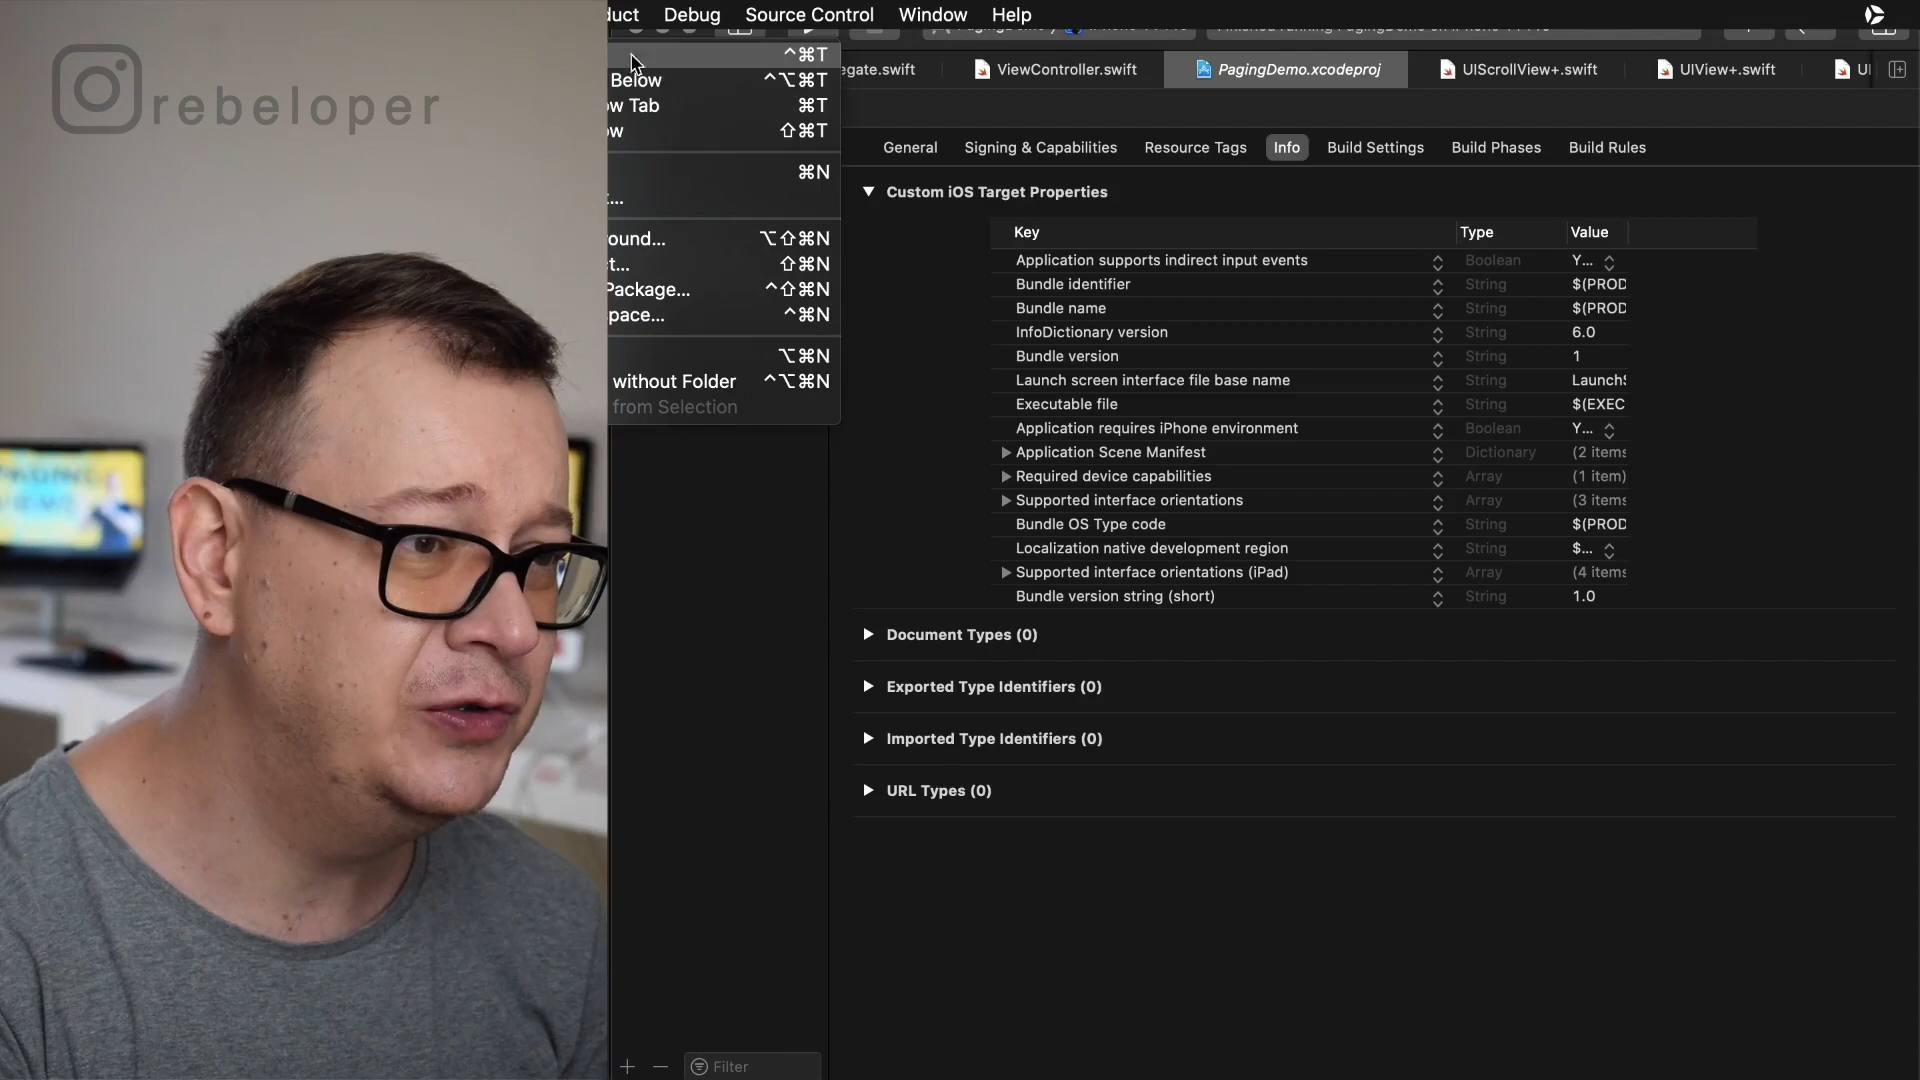 duct Debug Source Control Window Help
rebeloper
^⌘T
Below ^⌥⌘T
ow Tab ⌘T
ow ⇧⌘T
⌘N
t...
round... ⌥⇧⌘N
t... ⇧⌘N
Package... ^⇧⌘N
space... ^⌘N
⌥⌘N
without Folder ^⌥⌘N
from Selection
egate.swift ViewController.swift PagingDemo.xcodeproj UIScrollView+.swift UIView+.swift UI
General Signing & Capabilities Resource Tags Info Build Settings Build Phases Build Rules
Custom iOS Target Properties
Key Type Value
Application supports indirect input events Boolean Y...
Bundle identifier String $(PROD
Bundle name String $(PROD
InfoDictionary version String 6.0
Bundle version String 1
Launch screen interface file base name String LaunchS
Executable file String $(EXEC
Application requires iPhone environment Boolean Y...
Application Scene Manifest Dictionary (2 items
Required device capabilities Array (1 item)
Supported interface orientations Array (3 items
Bundle OS Type code String $(PROD
Localization native development region String $...
Supported interface orientations (iPad) Array (4 items
Bundle version string (short) String 1.0
Document Types (0)
Exported Type Identifiers (0)
Imported Type Identifiers (0)
URL Types (0)
Filter